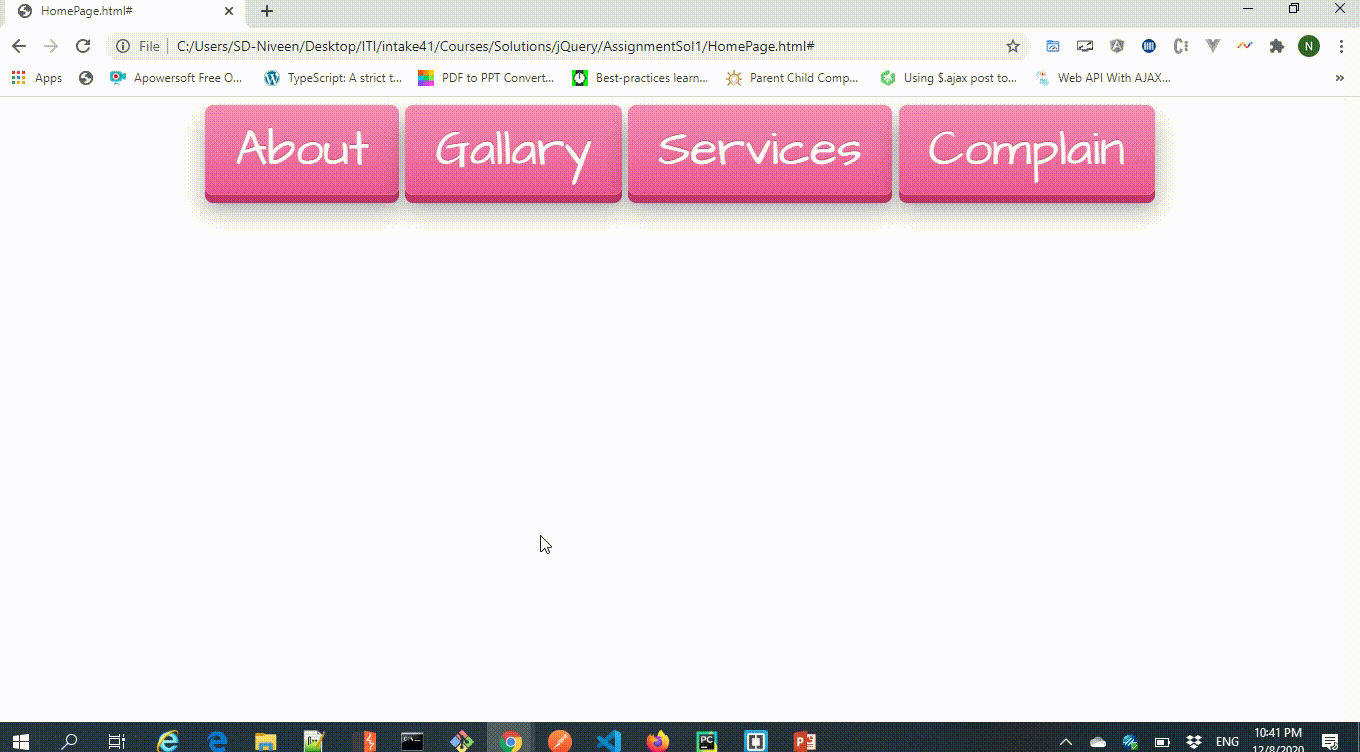 HomePage.html#
File C:/Users/SD-Niveen/Desktop/ITI/intake41/Courses/Solutions/jQuery/AssignmentSol1/HomePage.html# N
Apps Apowersoft Free O... TypeScript: A strict t... PDF to PPT Convert... Best-practices learn... Parent Child Comp... Using $.ajax post to... Web API With AJAX... »
About Gallary Services Complain
PC
ENG 10:41 PM
12/8/2020